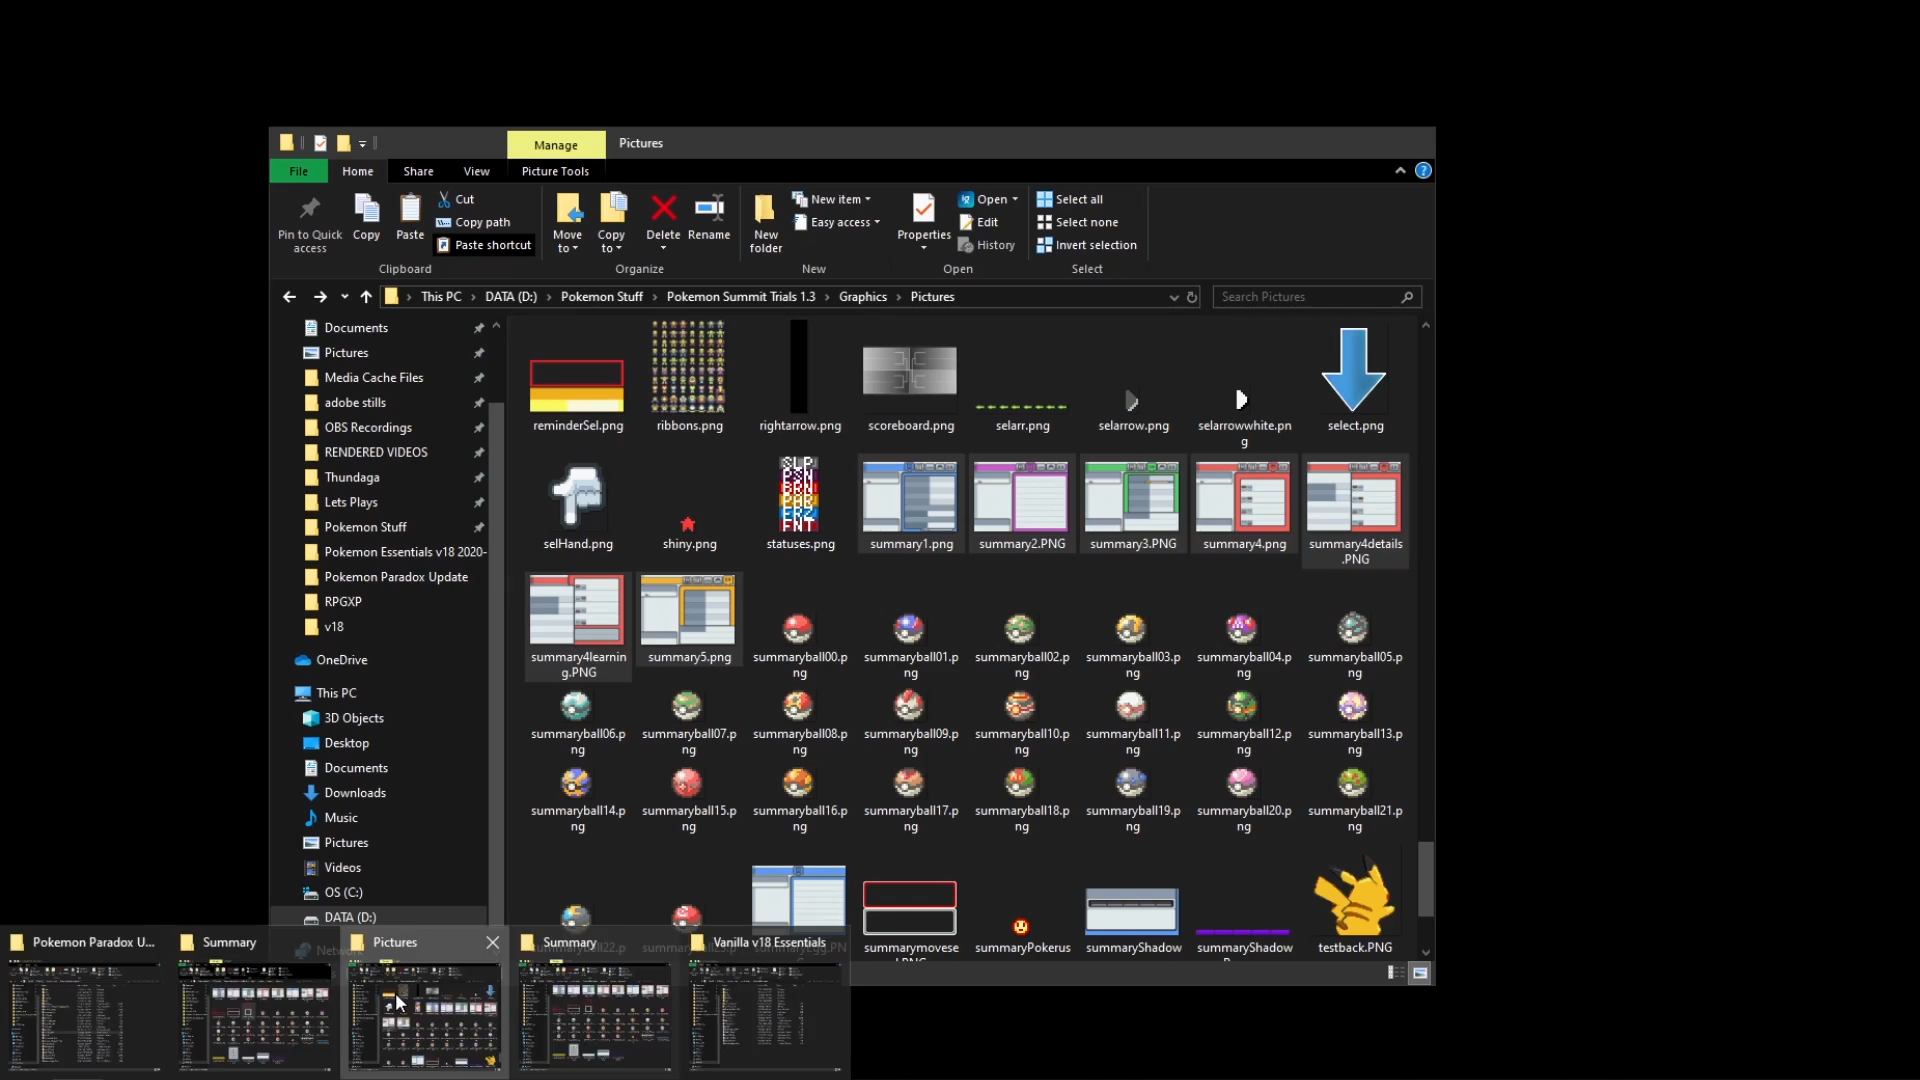 Manage
Pictures
File
Home
Share
View
Picture Tools
Pin to Quick
access
Copy
Paste
Cut
Copy path
Paste shortcut
Clipboard
Move
to
Copy
to
Delete
Rename
Organize
New
folder
New item
Easy access
New
Properties
Open
Edit
History
Open
Select all
Select none
Invert selection
Select
This PC > DATA (D:) > Pokemon Stuff > Pokemon Summit Trials 1.3 > Graphics > Pictures
Search Pictures
Documents
Pictures
Media Cache Files
adobe stills
OBS Recordings
RENDERED VIDEOS
Thundaga
Lets Plays
Pokemon Stuff
Pokemon Essentials v18 2020-
Pokemon Paradox Update
RPGXP
v18
OneDrive
This PC
3D Objects
Desktop
Documents
Downloads
Music
Pictures
Videos
OS (C:)
DATA (D:)
reminderSel.png
ribbons.png
rightarrow.png
scoreboard.png
selarr.png
selarrow.png
selarrowwhite.pn
g
select.png
SLP
PSN
BRN
PAR
FRZ
FNT
selHand.png
shiny.png
statuses.png
summary1.png
summary2.PNG
summary3.PNG
summary4.png
summary4details
.PNG
summary4learnin
g.PNG
summary5.png
summaryball00.p
ng
summaryball01.p
ng
summaryball02.p
ng
summaryball03.p
ng
summaryball04.p
ng
summaryball05.p
ng
summaryball06.p
ng
summaryball07.p
ng
summaryball08.p
ng
summaryball09.p
ng
summaryball10.p
ng
summaryball11.p
ng
summaryball12.p
ng
summaryball13.p
ng
summaryball14.p
ng
summaryball15.p
ng
summaryball16.p
ng
summaryball17.p
ng
summaryball18.p
ng
summaryball19.p
ng
summaryball20.p
ng
summaryball21.p
ng
summarymovese
summaryPokerus
summaryShadow
summaryShadow
testback.PNG
Pokemon Paradox U...
Summary
Pictures
Summary
Vanilla v18 Essentials